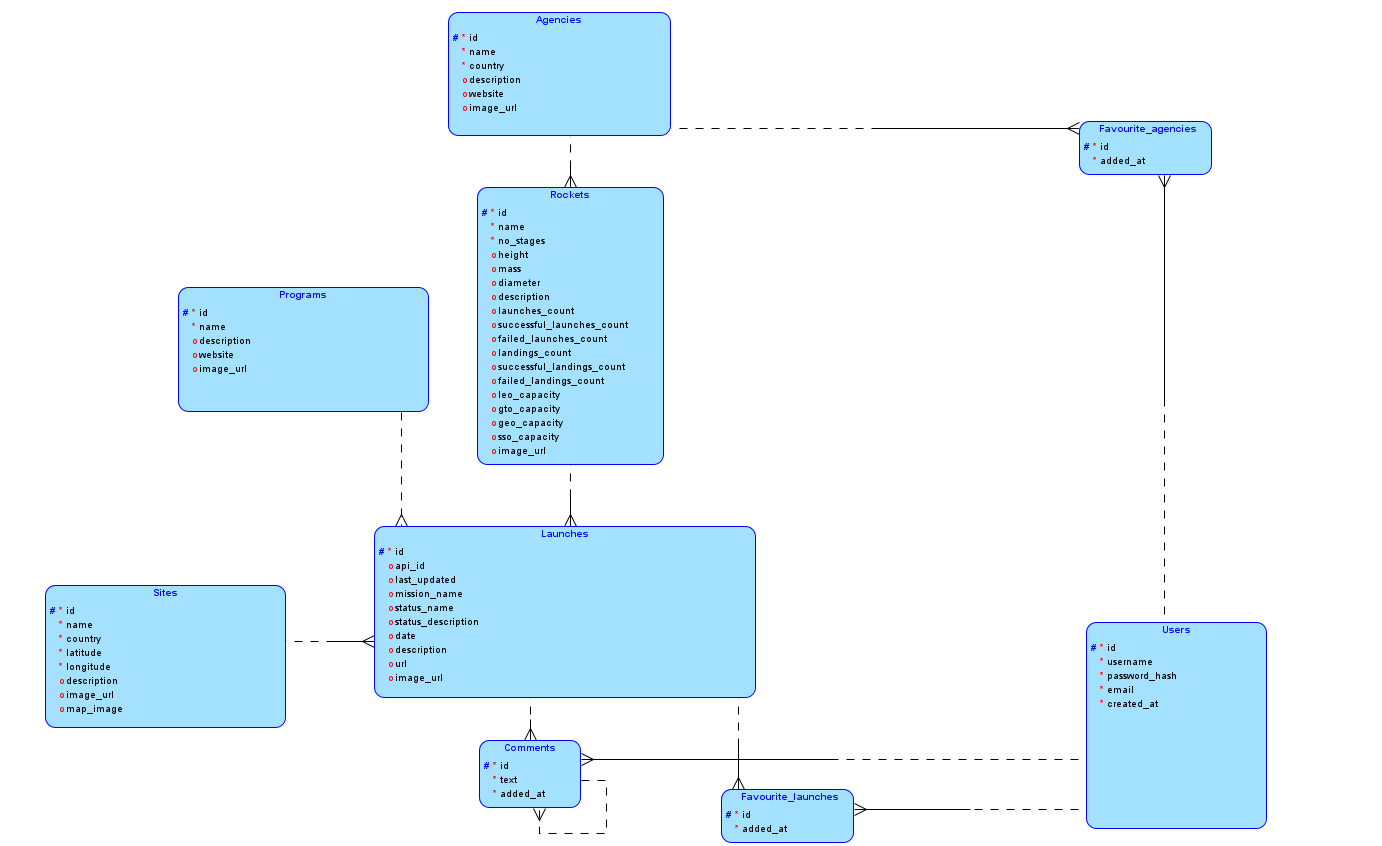 Agencies
# * id
* name
* country
o description
o website
o image_url
Favourite_agencies
# * id
* added_at
Rockets
# * id
* name
* no_stages
o height
o mass
o diameter
o description
o launches_count
o successful_launches_count
o failed_launches_count
o landings_count
o successful_landings_count
o failed_landings_count
o leo_capacity
o gto_capacity
o geo_capacity
o sso_capacity
o image_url
Programs
# * id
* name
o description
o website
o image_url
Launches
# * id
o api_id
o last_updated
o mission_name
o status_name
o status_description
o date
o description
o url
o image_url
Sites
# * id
* name
* country
* latitude
* longitude
o description
o image_url
o map_image
Users
# * id
* username
* password_hash
* email
* created_at
Comments
# * id
* text
* added_at
Favourite_launches
# * id
* added_at